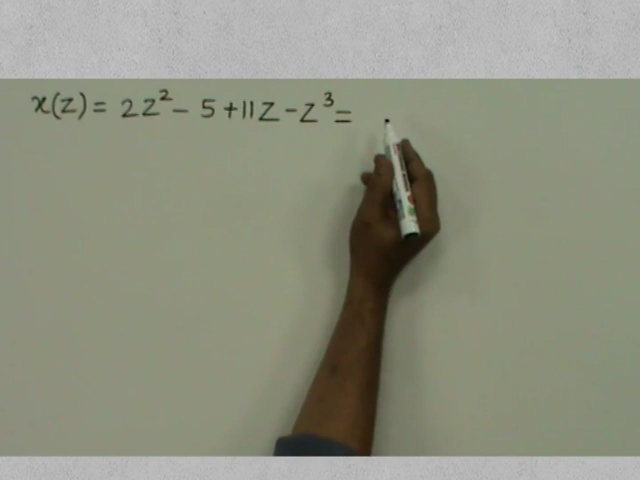 x(z) = 2z² - 5 + 11z - z³ =